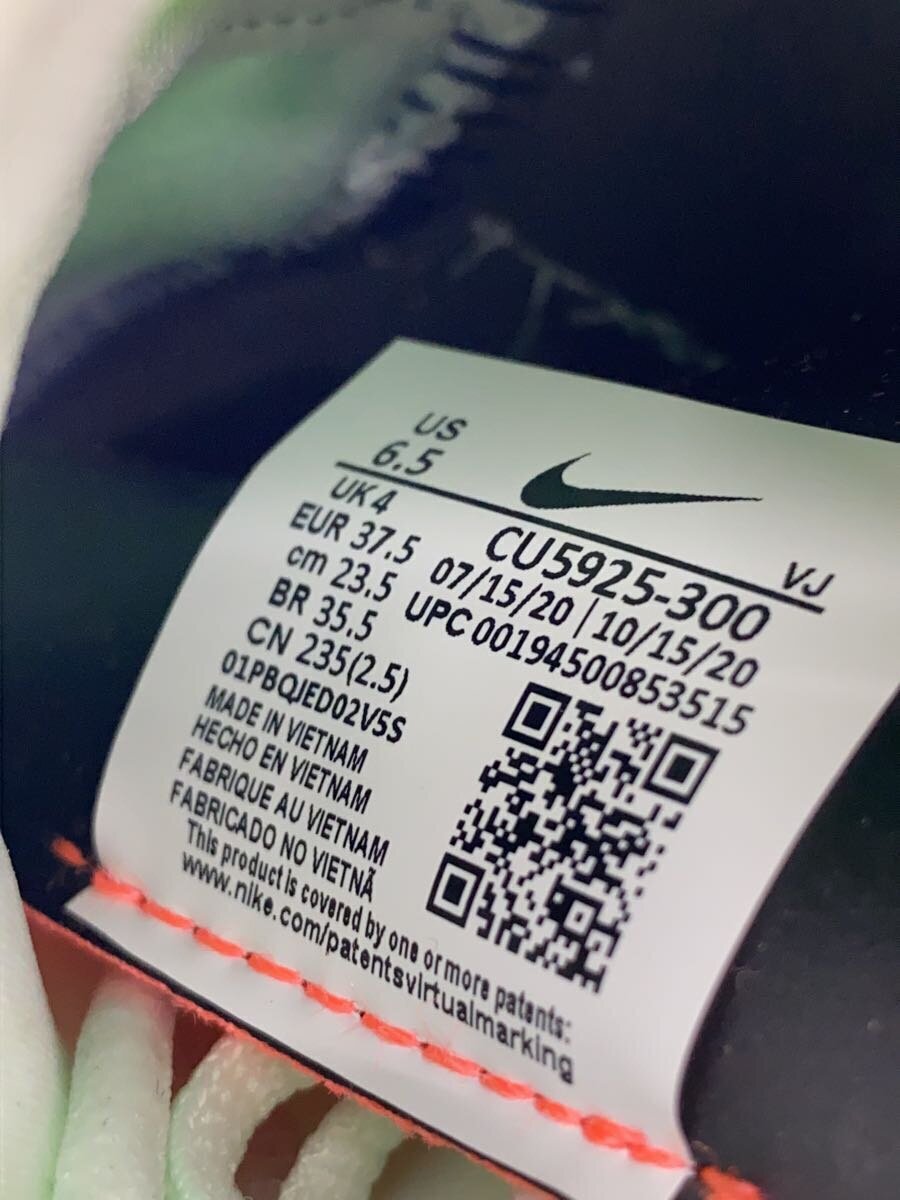 US
6.5
UK 4
EUR 37.5
cm 23.5
BR 35.5
CN 235(2.5)
01PBQJED02V5S
MADE IN VIETNAM
HECHO EN VIETNAM
FABRIQUE AU VIETNAM
FABRICADO NO VIETNÃ
This product is covered by one or more patents:
www.nike.com/patentsvirtualmarking
VJ
CU5925-300
07/15/20 | 10/15/20
UPC 00194500853515